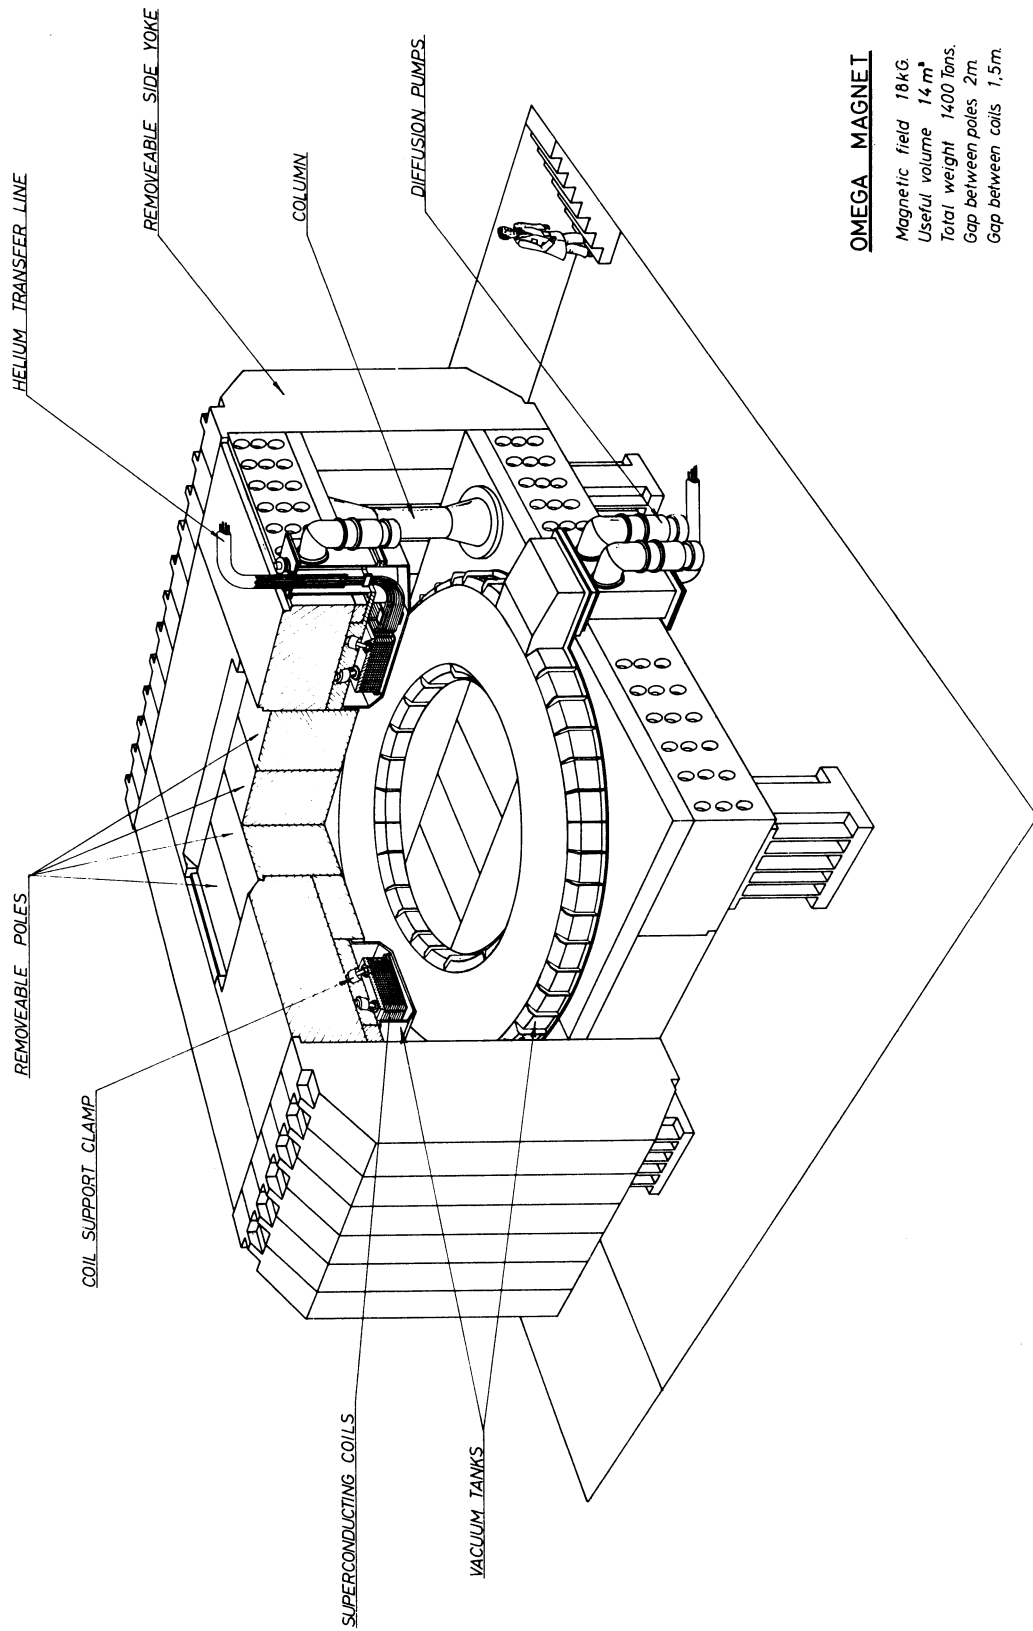 HELIUM TRANSFER LINE
REMOVEABLE SIDE YOKE
COLUMN
DIFFUSION PUMPS
REMOVEABLE POLES
COIL SUPPORT CLAMP
SUPERCONDUCTING COILS
VACUUM TANKS
OMEGA MAGNET
Magnetic field 18kG.
Useful volume 14 m³
Total weight 1400 Tons.
Gap between poles 2m
Gap between coils 1,5m.